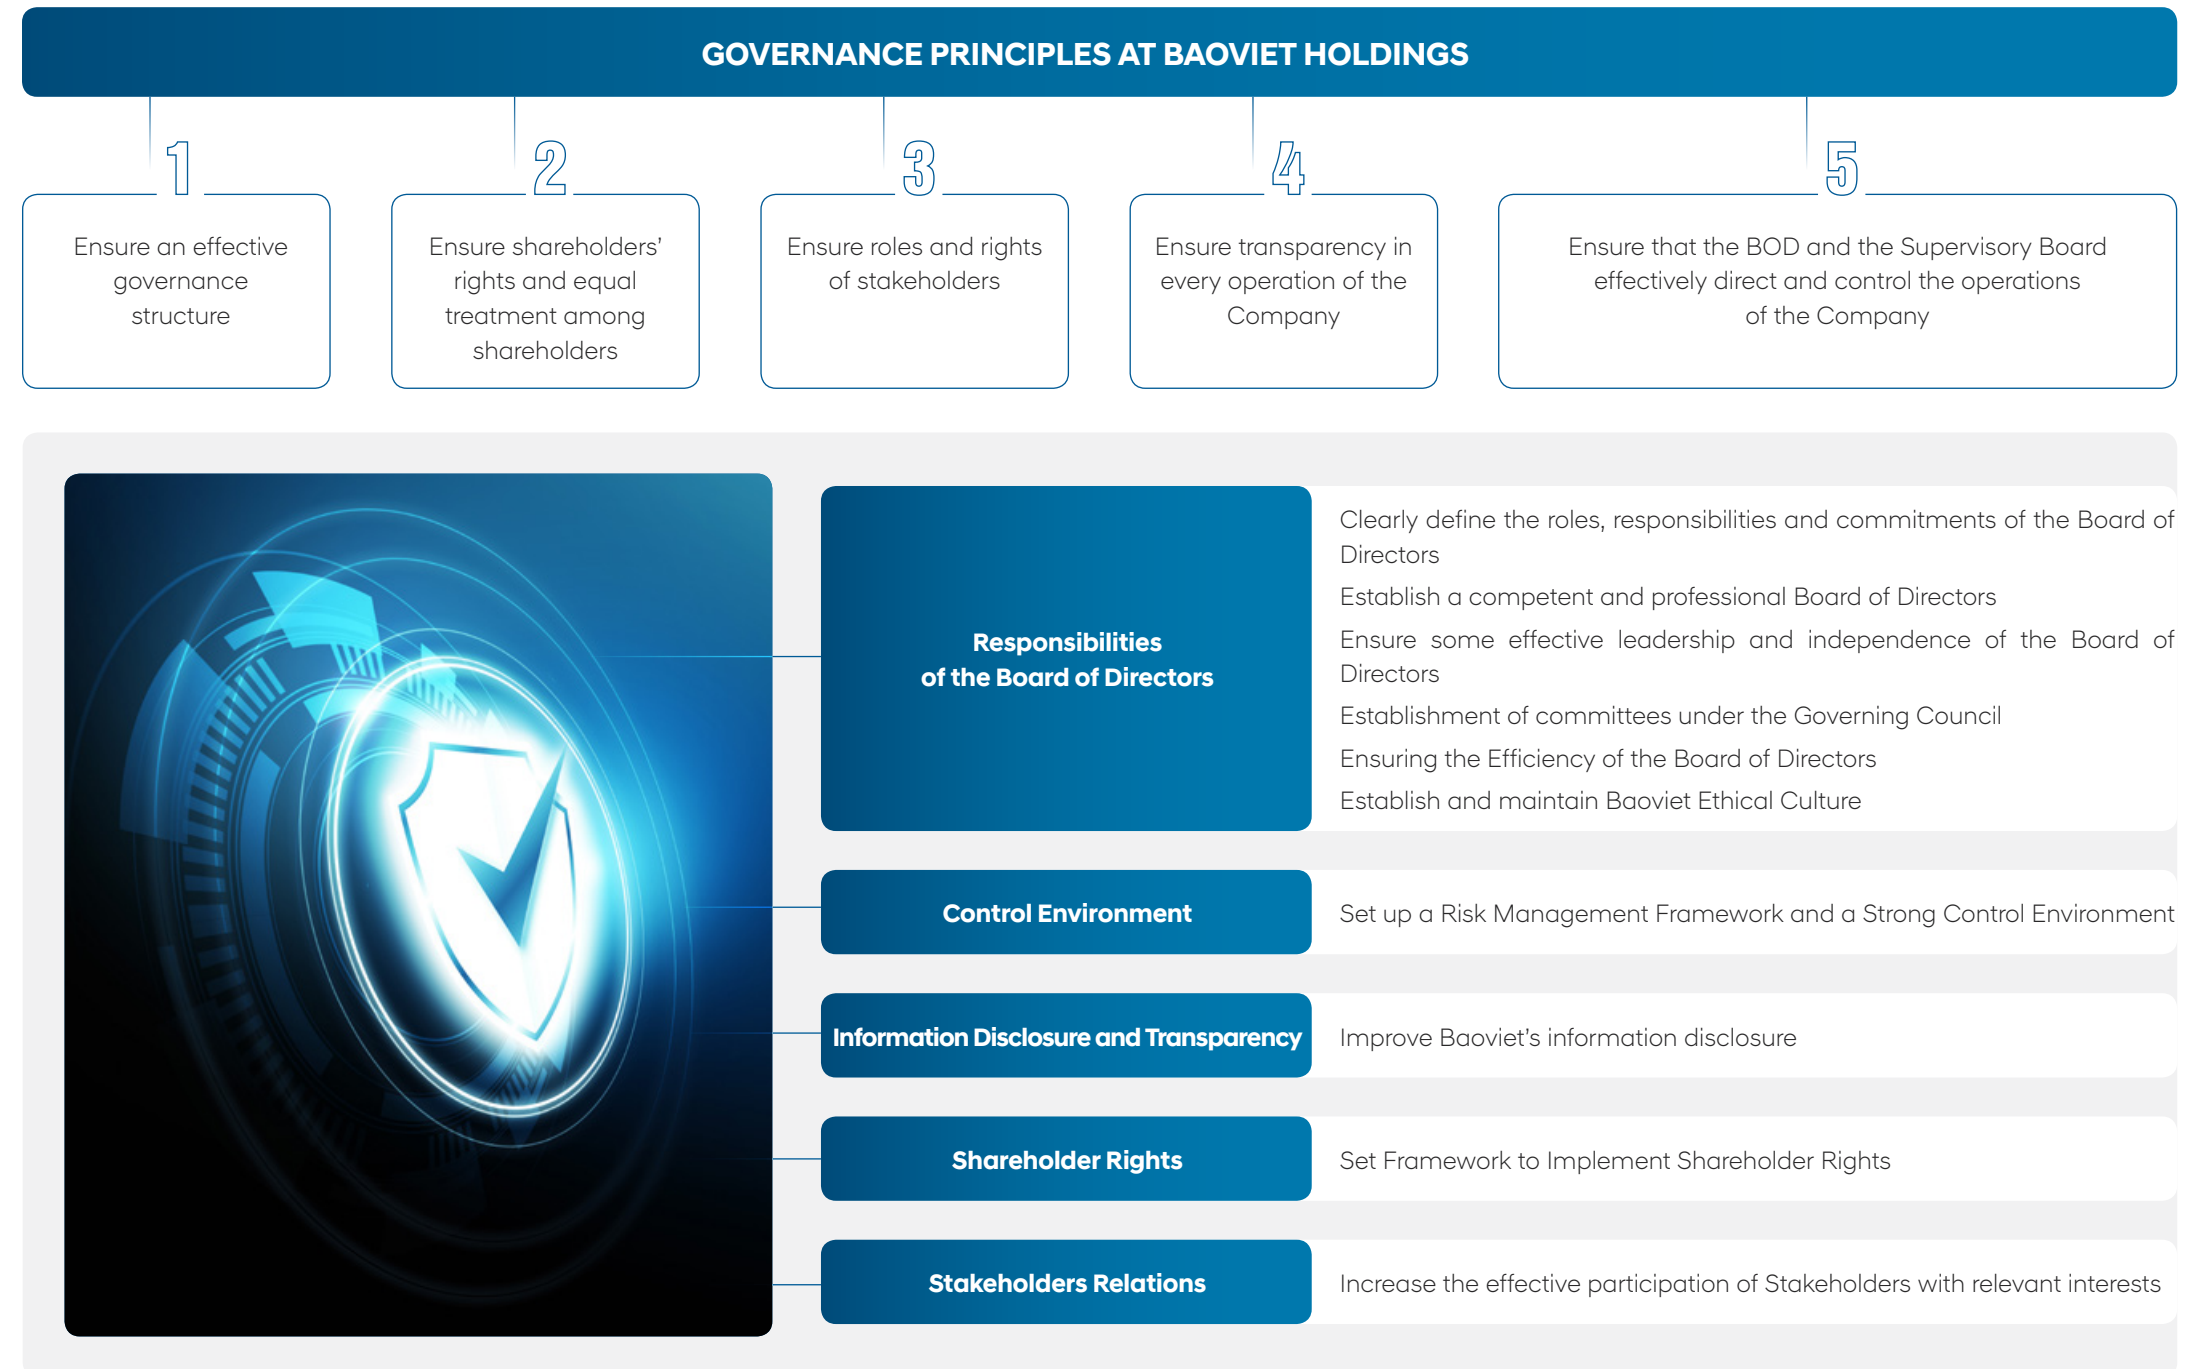 GOVERNANCE PRINCIPLES AT BAOVIET HOLDINGS
1
Ensure an effective
governance
structure
2
Ensure shareholders'
rights and equal
treatment among
shareholders
3
Ensure roles and rights
of stakeholders
4
Ensure transparency in
every operation of the
Company
5
Ensure that the BOD and the Supervisory Board
effectively direct and control the operations
of the Company
Responsibilities
of the Board of Directors
Clearly define the roles, responsibilities and commitments of the Board of
Directors
Establish a competent and professional Board of Directors
Ensure some effective leadership and independence of the Board of
Directors
Establishment of committees under the Governing Council
Ensuring the Efficiency of the Board of Directors
Establish and maintain Baoviet Ethical Culture
Control Environment
Set up a Risk Management Framework and a Strong Control Environment
Information Disclosure and Transparency
Improve Baoviet's information disclosure
Shareholder Rights
Set Framework to Implement Shareholder Rights
Stakeholders Relations
Increase the effective participation of Stakeholders with relevant interests